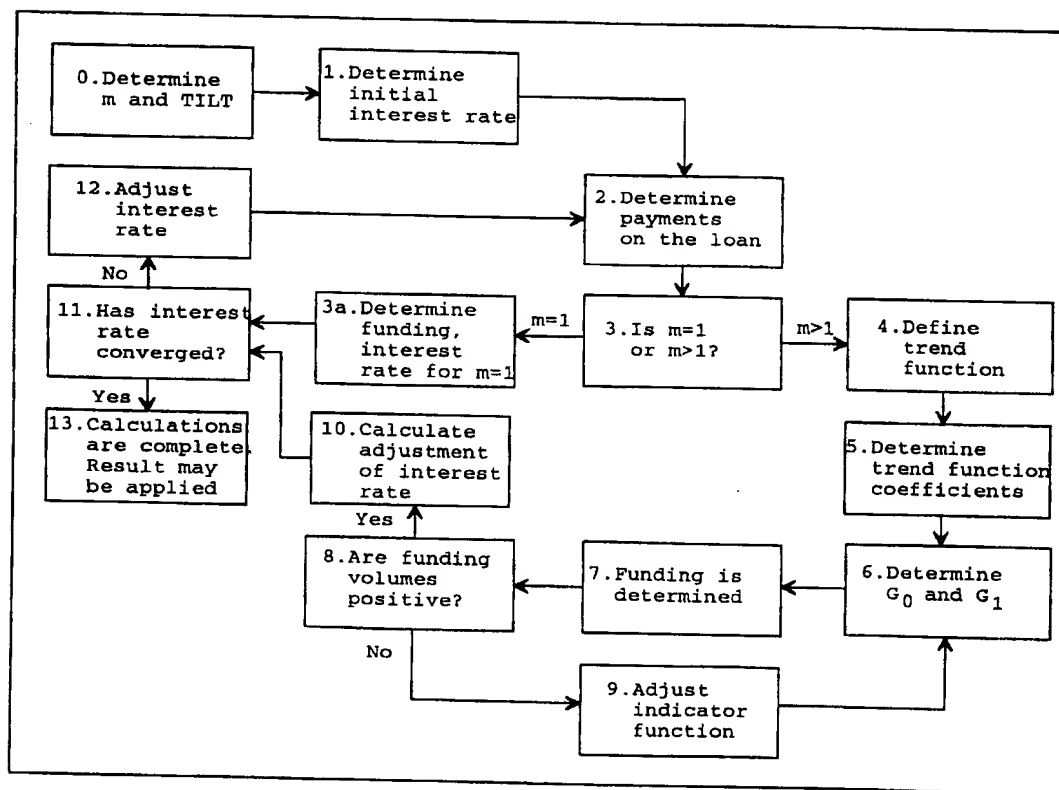 0.Determine
m and TILT
1.Determine
initial
interest rate
12.Adjust
interest
rate
2.Determine
payments
on the loan
No
11.Has interest
rate
converged?
3a.Determine
funding,
interest
rate for m=1
m=1
3.Is m=1
or m>1?
m>1
4.Define
trend
function
Yes
13.Calculations
are complete.
Result may
be applied
10.Calculate
adjustment
of interest
rate
5.Determine
trend function
coefficients
Yes
8.Are funding
volumes
positive?
7.Funding is
determined
6.Determine
G0 and G1
No
9.Adjust
indicator
function